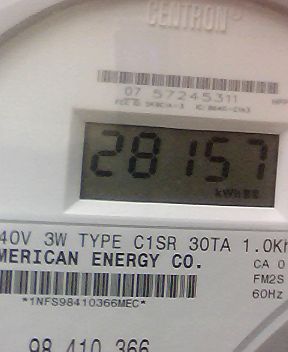 CENTRON
07 57245311
28157
kWh
40V 3W TYPE C1SR 30TA 1.0Kh
MERICAN ENERGY CO.
CA 0
FM2S
60Hz
*1NFS98410366MEC*
98 410 366